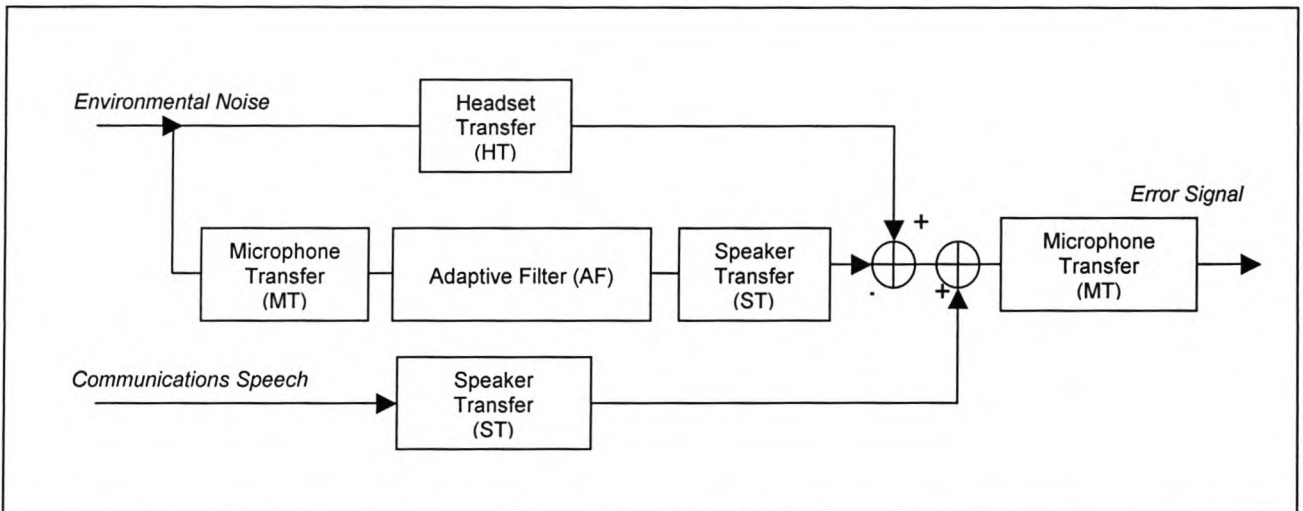 Environmental Noise
Headset
Transfer
(HT)
Error Signal
+
Microphone
Transfer
(MT)
Adaptive Filter (AF)
Speaker
Transfer
(ST)
-
+
Microphone
Transfer
(MT)
Communications Speech
Speaker
Transfer
(ST)